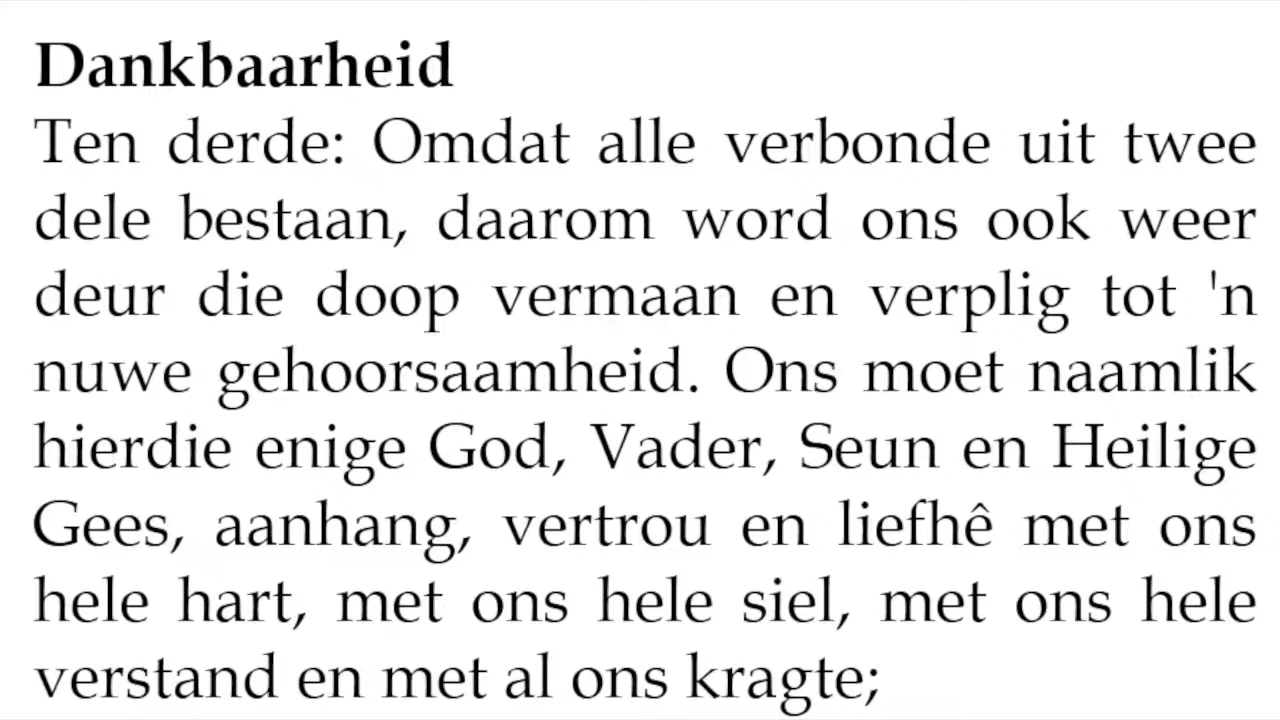 Dankbaarheid
Ten derde: Omdat alle verbonde uit twee
dele bestaan, daarom word ons ook weer
deur die doop vermaan en verplig tot 'n
nuwe gehoorsaamheid. Ons moet naamlik
hierdie enige God, Vader, Seun en Heilige
Gees, aanhang, vertrou en liefhê met ons
hele hart, met ons hele siel, met ons hele
verstand en met al ons kragte;